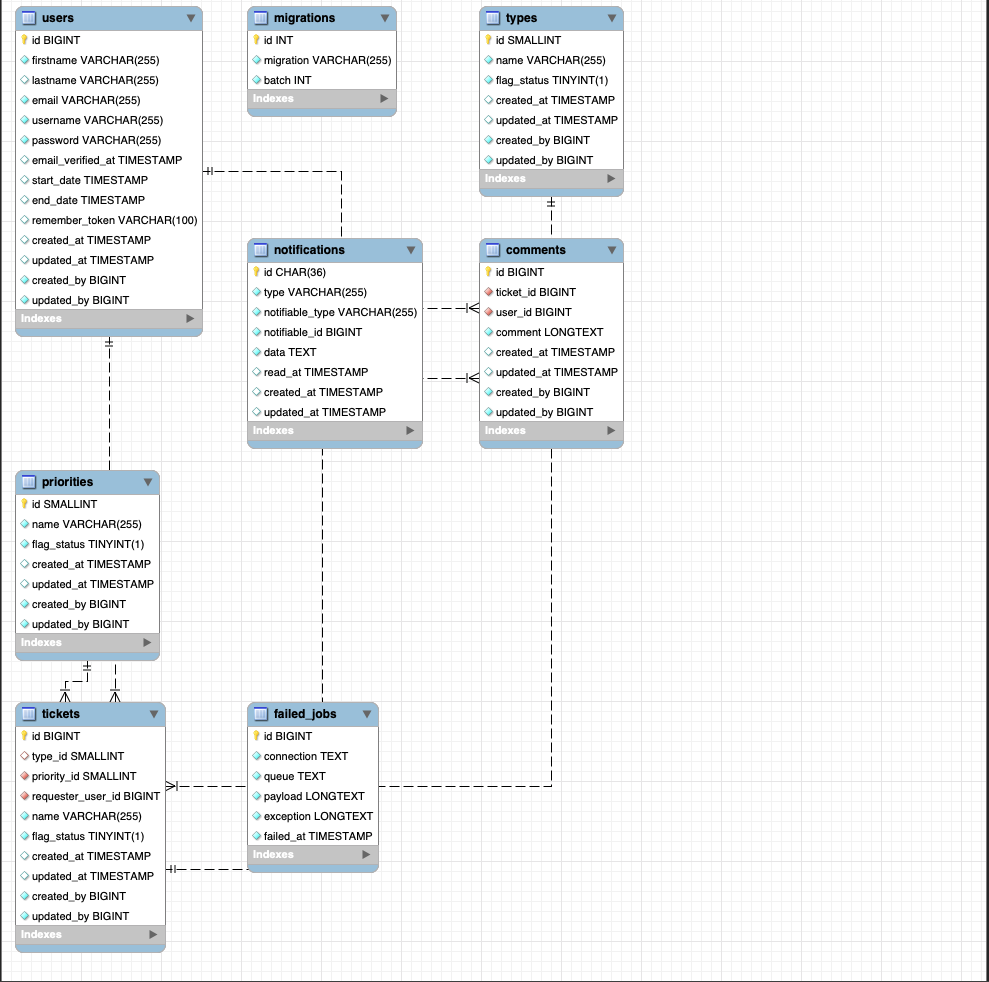 users
id BIGINT
firstname VARCHAR(255)
lastname VARCHAR(255)
email VARCHAR(255)
username VARCHAR(255)
password VARCHAR(255)
email_verified_at TIMESTAMP
start_date TIMESTAMP
end_date TIMESTAMP
remember_token VARCHAR(100)
created_at TIMESTAMP
updated_at TIMESTAMP
created_by BIGINT
updated_by BIGINT
Indexes
migrations
id INT
migration VARCHAR(255)
batch INT
Indexes
types
id SMALLINT
name VARCHAR(255)
flag_status TINYINT(1)
created_at TIMESTAMP
updated_at TIMESTAMP
created_by BIGINT
updated_by BIGINT
Indexes
notifications
id CHAR(36)
type VARCHAR(255)
notifiable_type VARCHAR(255)
notifiable_id BIGINT
data TEXT
read_at TIMESTAMP
created_at TIMESTAMP
updated_at TIMESTAMP
Indexes
comments
id BIGINT
ticket_id BIGINT
user_id BIGINT
comment LONGTEXT
created_at TIMESTAMP
updated_at TIMESTAMP
created_by BIGINT
updated_by BIGINT
Indexes
priorities
id SMALLINT
name VARCHAR(255)
flag_status TINYINT(1)
created_at TIMESTAMP
updated_at TIMESTAMP
created_by BIGINT
updated_by BIGINT
Indexes
tickets
id BIGINT
type_id SMALLINT
priority_id SMALLINT
requester_user_id BIGINT
name VARCHAR(255)
flag_status TINYINT(1)
created_at TIMESTAMP
updated_at TIMESTAMP
created_by BIGINT
updated_by BIGINT
Indexes
failed_jobs
id BIGINT
connection TEXT
queue TEXT
payload LONGTEXT
exception LONGTEXT
failed_at TIMESTAMP
Indexes